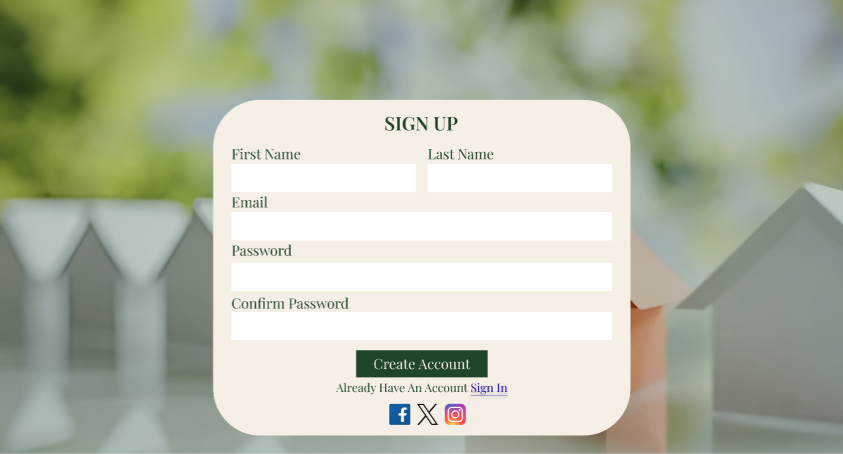 SIGN UP
First Name Last Name
Email
Password
Confirm Password
Create Account
Already Have An Account Sign In